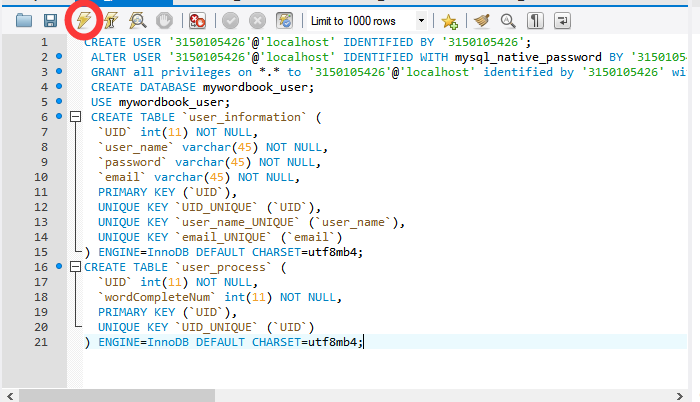 Limit to 1000 rows
1 CREATE USER '3150105426'@'localhost' IDENTIFIED BY '3150105426';
2 ALTER USER '3150105426'@'localhost' IDENTIFIED WITH mysql_native_password BY '3150105
3 GRANT all privileges on *.* to '3150105426'@'localhost' identified by '3150105426' wi
4 CREATE DATABASE mywordbook_user;
5 USE mywordbook_user;
6 CREATE TABLE `user_information` (
7 `UID` int(11) NOT NULL,
8 `user_name` varchar(45) NOT NULL,
9 `password` varchar(45) NOT NULL,
10 `email` varchar(45) NOT NULL,
11 PRIMARY KEY (`UID`),
12 UNIQUE KEY `UID_UNIQUE` (`UID`),
13 UNIQUE KEY `user_name_UNIQUE` (`user_name`),
14 UNIQUE KEY `email_UNIQUE` (`email`)
15 ) ENGINE=InnoDB DEFAULT CHARSET=utf8mb4;
16 CREATE TABLE `user_process` (
17 `UID` int(11) NOT NULL,
18 `wordCompleteNum` int(11) NOT NULL,
19 PRIMARY KEY (`UID`),
20 UNIQUE KEY `UID_UNIQUE` (`UID`)
21 ) ENGINE=InnoDB DEFAULT CHARSET=utf8mb4;